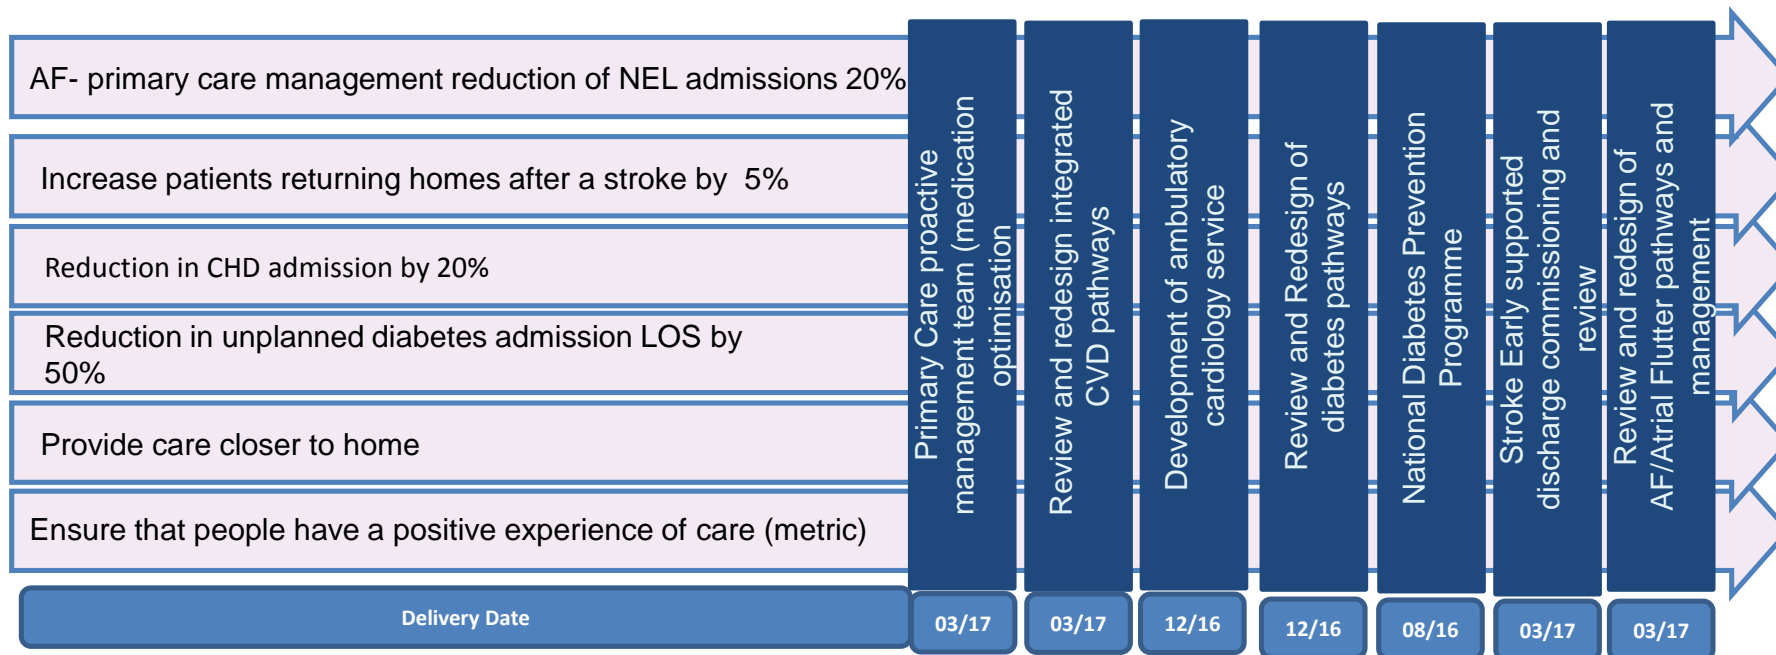 AF- primary care management reduction of NEL admissions 20%
Increase patients returning homes after a stroke by 5%
Reduction in CHD admission by 20%
Reduction in unplanned diabetes admission LOS by
50%
Provide care closer to home
Ensure that people have a positive experience of care (metric)
Primary Care proactive
management team (medication
optimisation
Review and redesign integrated
CVD pathways
Development of ambulatory
cardiology service
Review and Redesign of
diabetes pathways
National Diabetes Prevention
Programme
Stroke Early supported
discharge commissioning and
review
Review and redesign of
AF/Atrial Flutter pathways and
management
Delivery Date
03/17
03/17
12/16
12/16
08/16
03/17
03/17